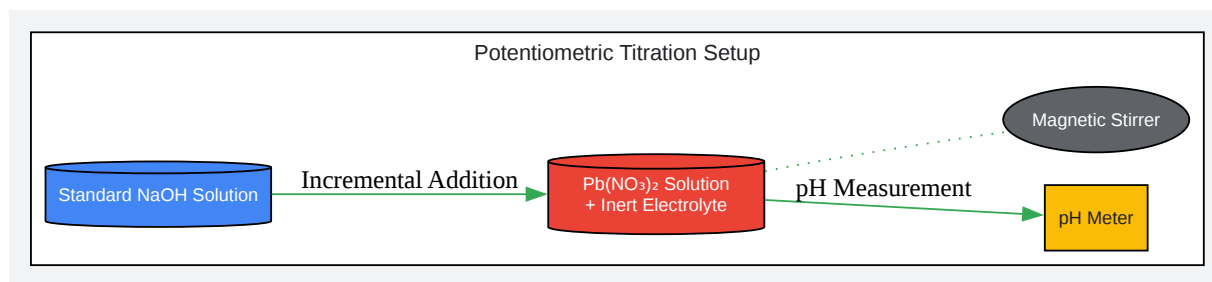 Potentiometric Titration Setup
Magnetic Stirrer
Standard NaOH Solution
Incremental Addition
Pb(NO₃)₂ Solution
+ Inert Electrolyte
pH Measurement
pH Meter